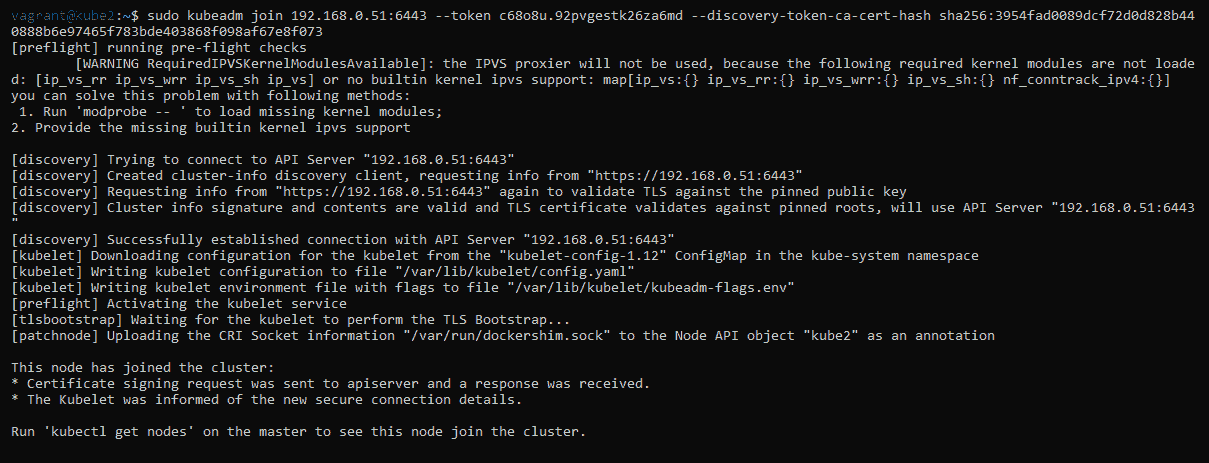 vagrant@kube2:~$ sudo kubeadm join 192.168.0.51:6443 --token c68o8u.92pvgestk26za6md --discovery-token-ca-cert-hash sha256:3954fad0089dcf72d0d828b44
0888b6e97465f783bde403868f098af67e8f073
[preflight] running pre-flight checks
        [WARNING RequiredIPVSKernelModulesAvailable]: the IPVS proxier will not be used, because the following required kernel modules are not loade
d: [ip_vs_rr ip_vs_wrr ip_vs_sh ip_vs] or no builtin kernel ipvs support: map[ip_vs:{} ip_vs_rr:{} ip_vs_wrr:{} ip_vs_sh:{} nf_conntrack_ipv4:{}]
you can solve this problem with following methods:
 1. Run 'modprobe -- ' to load missing kernel modules;
2. Provide the missing builtin kernel ipvs support

[discovery] Trying to connect to API Server "192.168.0.51:6443"
[discovery] Created cluster-info discovery client, requesting info from "https://192.168.0.51:6443"
[discovery] Requesting info from "https://192.168.0.51:6443" again to validate TLS against the pinned public key
[discovery] Cluster info signature and contents are valid and TLS certificate validates against pinned roots, will use API Server "192.168.0.51:6443
"
[discovery] Successfully established connection with API Server "192.168.0.51:6443"
[kubelet] Downloading configuration for the kubelet from the "kubelet-config-1.12" ConfigMap in the kube-system namespace
[kubelet] Writing kubelet configuration to file "/var/lib/kubelet/config.yaml"
[kubelet] Writing kubelet environment file with flags to file "/var/lib/kubelet/kubeadm-flags.env"
[preflight] Activating the kubelet service
[tlsbootstrap] Waiting for the kubelet to perform the TLS Bootstrap...
[patchnode] Uploading the CRI Socket information "/var/run/dockershim.sock" to the Node API object "kube2" as an annotation

This node has joined the cluster:
* Certificate signing request was sent to apiserver and a response was received.
* The Kubelet was informed of the new secure connection details.

Run 'kubectl get nodes' on the master to see this node join the cluster.